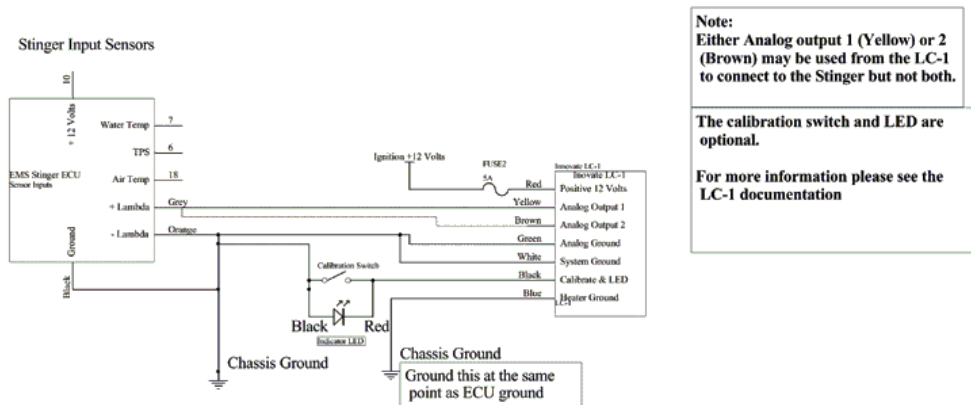 Stinger Input Sensors
10
+ 12 Volts
Water Temp
7
TPS
6
EMS Stinger ECU
Sensor Inputs
Air Temp
18
+ Lambda
Grey
- Lambda
Orange
Ground
Black
Ignition +12 Volts
FUSE2
5A
Innovate LC-1
Inovate LC-1
Red
Positive 12 Volts
Yellow
Analog Output 1
Brown
Analog Output 2
Green
Analog Ground
White
System Ground
Black
Calibrate & LED
Blue
Heater Ground
LC-1
Calibration Switch
Black
Red
Indicator LED
Chassis Ground
Chassis Ground
Ground this at the same
point as ECU ground
Note:
Either Analog output 1 (Yellow) or 2
(Brown) may be used from the LC-1
to connect to the Stinger but not both.
The calibration switch and LED are
optional.
For more information please see the
LC-1 documentation